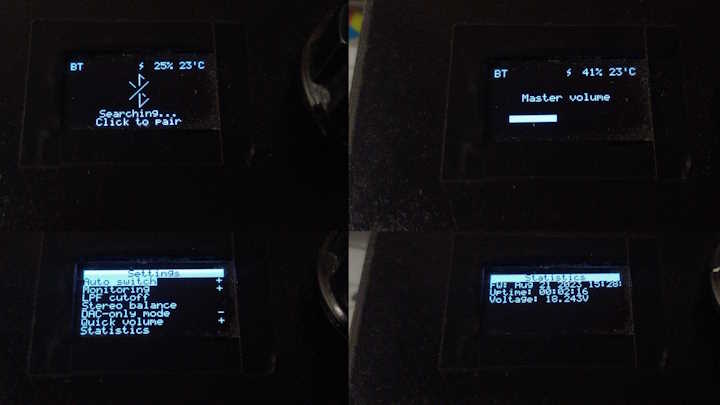 BT ⚡ 25% 23'C
Searching...
Click to pair
BT ⚡ 41% 23'C
Master volume
Settings
Auto switch +
Monitoring +
LPF cutoff
Stereo balance
DAC-only mode –
Quick volume +
Statistics
Statistics
FW: Aug 21 2023 15:28:
Uptime: 00:02:16
Voltage: 18.243V